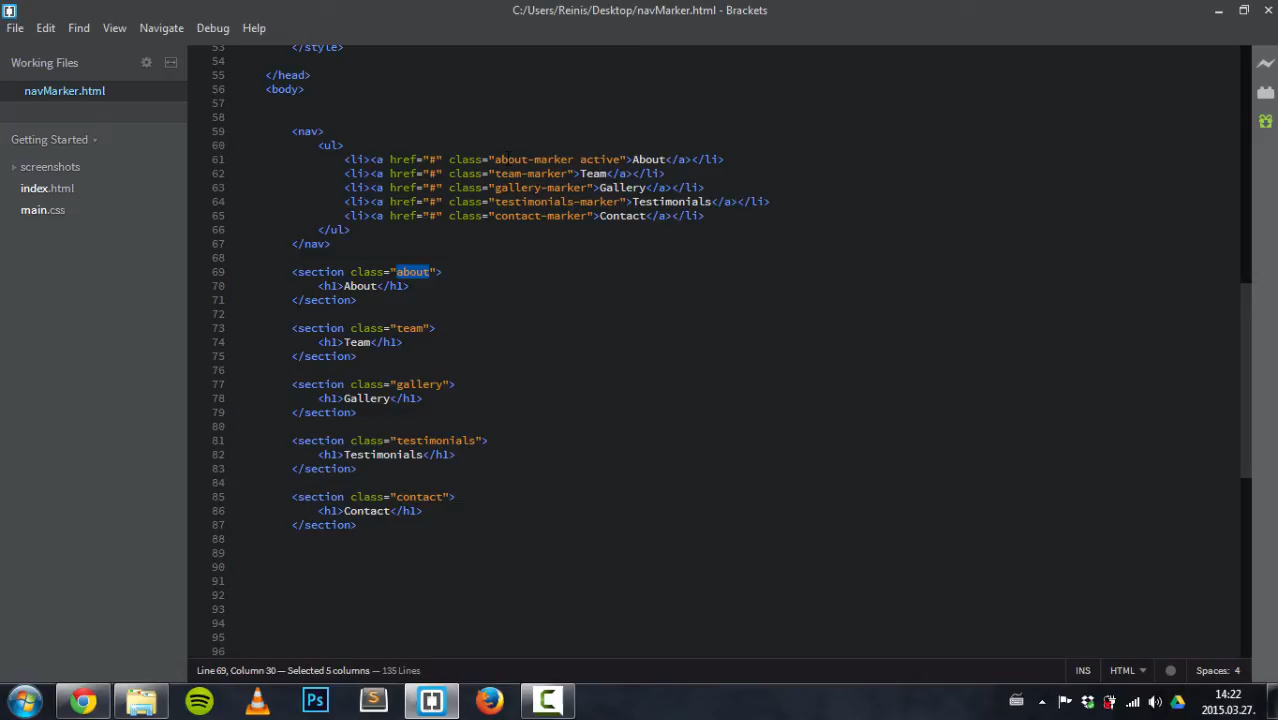 C:/Users/Reinis/Desktop/navMarker.html - Brackets
File Edit Find View Navigate Debug Help
Working Files
navMarker.html
Getting Started
screenshots
index.html
main.css
53 </style>
54
55 </head>
56 <body>
57
58
59 <nav>
60 <ul>
61 <li><a href="#" class="about-marker active">About</a></li>
62 <li><a href="#" class="team-marker">Team</a></li>
63 <li><a href="#" class="gallery-marker">Gallery</a></li>
64 <li><a href="#" class="testimonials-marker">Testimonials</a></li>
65 <li><a href="#" class="contact-marker">Contact</a></li>
66 </ul>
67 </nav>
68
69 <section class="about">
70 <h1>About</h1>
71 </section>
72
73 <section class="team">
74 <h1>Team</h1>
75 </section>
76
77 <section class="gallery">
78 <h1>Gallery</h1>
79 </section>
80
81 <section class="testimonials">
82 <h1>Testimonials</h1>
83 </section>
84
85 <section class="contact">
86 <h1>Contact</h1>
87 </section>
88
89
90
91
92
93
94
95
96
Line 69, Column 30 — Selected 5 columns — 135 Lines
INS HTML Spaces: 4
Ps S C
14:22
2015.03.27.